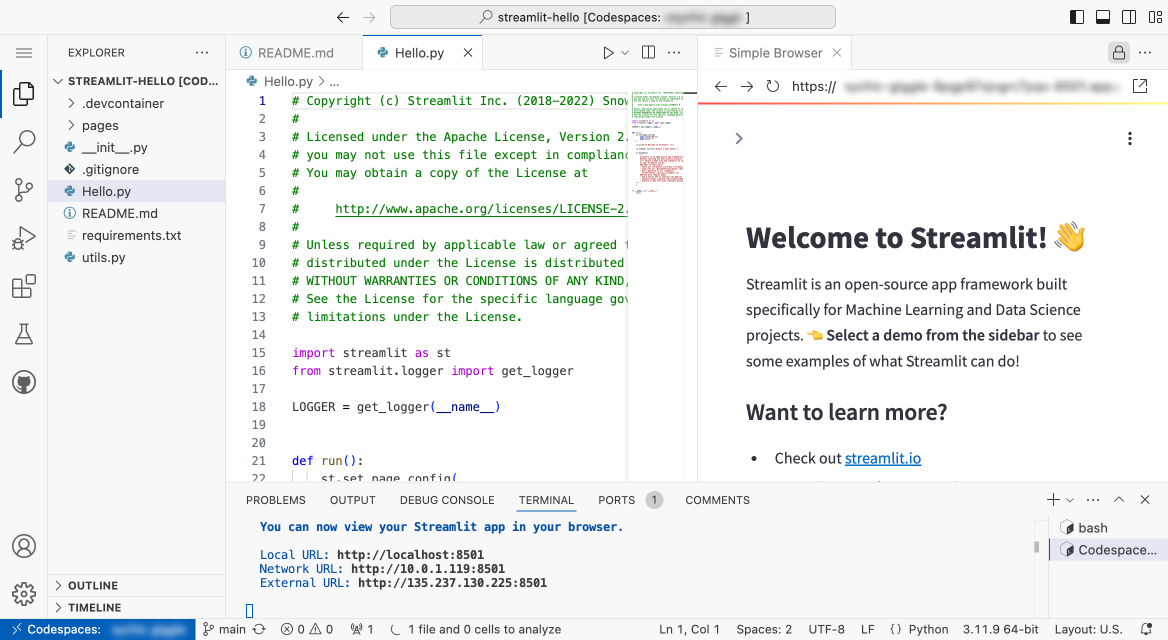 streamlit-hello [Codespaces: ]
EXPLORER
STREAMLIT-HELLO [COD...
.devcontainer
pages
__init__.py
.gitignore
Hello.py
README.md
requirements.txt
utils.py
OUTLINE
TIMELINE
README.md
Hello.py
Hello.py > ...
1 # Copyright (c) Streamlit Inc. (2018-2022) Snow
2 #
3 # Licensed under the Apache License, Version 2.
4 # you may not use this file except in complianc
5 # You may obtain a copy of the License at
6 #
7 #     http://www.apache.org/licenses/LICENSE-2.
8 #
9 # Unless required by applicable law or agreed t
10 # distributed under the License is distributed
11 # WITHOUT WARRANTIES OR CONDITIONS OF ANY KIND,
12 # See the License for the specific language gov
13 # limitations under the License.
14
15 import streamlit as st
16 from streamlit.logger import get_logger
17
18 LOGGER = get_logger(__name__)
19
20
21 def run():
22     st.set_page_config(
Simple Browser
https://
Welcome to Streamlit! 👋
Streamlit is an open-source app framework built
specifically for Machine Learning and Data Science
projects. 👈 Select a demo from the sidebar to see
some examples of what Streamlit can do!
Want to learn more?
• Check out streamlit.io
PROBLEMS OUTPUT DEBUG CONSOLE TERMINAL PORTS 1 COMMENTS
You can now view your Streamlit app in your browser.
Local URL: http://localhost:8501
Network URL: http://10.0.1.119:8501
External URL: http://135.237.130.225:8501
bash
Codespace...
Codespaces: main 0 0 1 1 file and 0 cells to analyze Ln 1, Col 1 Spaces: 2 UTF-8 LF {} Python 3.11.9 64-bit Layout: U.S.